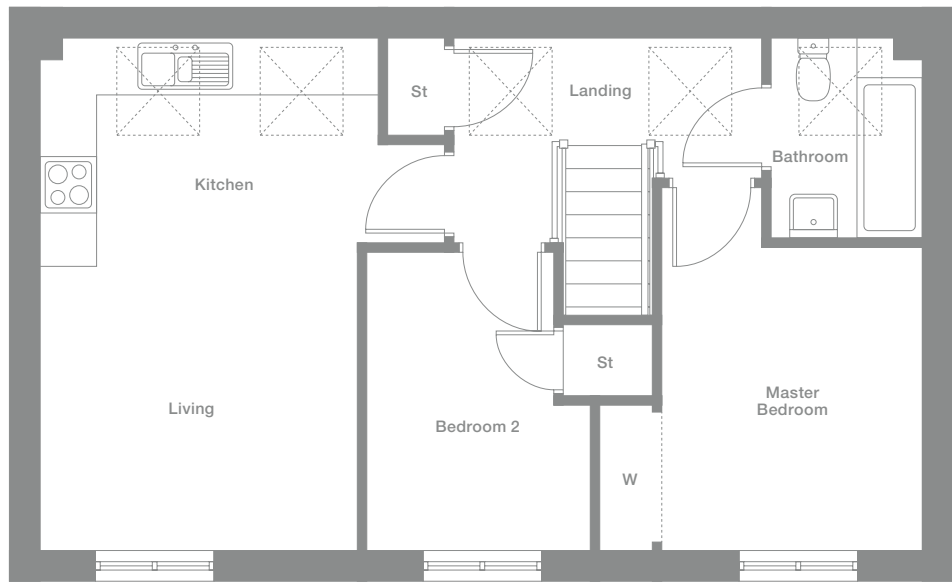 St
Landing
Bathroom
Kitchen
St
Master
Bedroom
Living
Bedroom 2
W